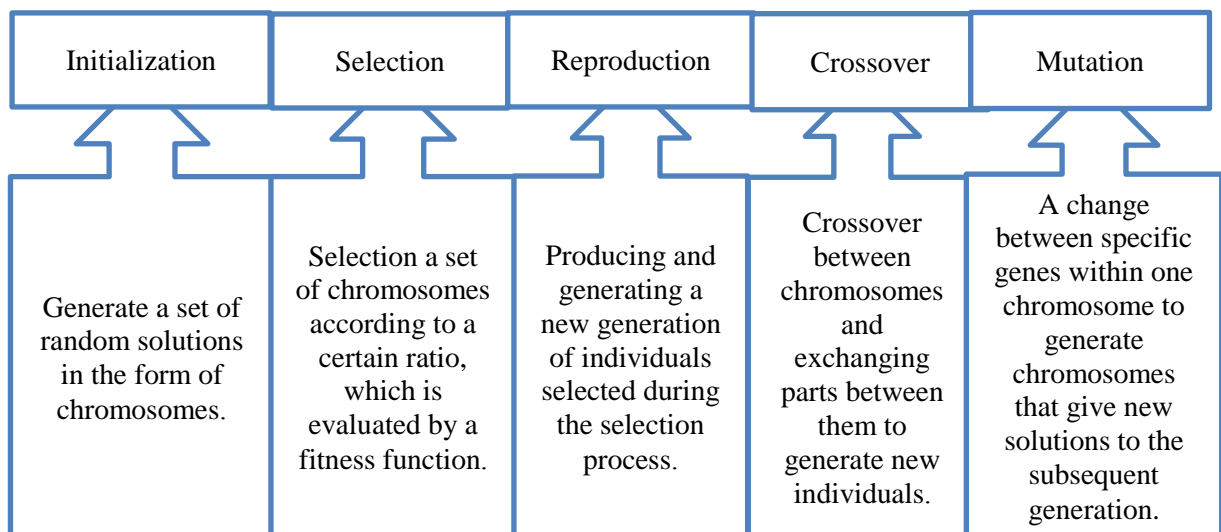 Initialization
Selection
Reproduction
Crossover
Mutation
Generate a set of
random solutions
in the form of
chromosomes.
Selection a set
of chromosomes
according to a
certain ratio,
which is
evaluated by a
fitness function.
Producing and
generating a
new generation
of individuals
selected during
the selection
process.
Crossover
between
chromosomes
and
exchanging
parts between
them to
generate new
individuals.
A change
between specific
genes within one
chromosome to
generate
chromosomes
that give new
solutions to the
subsequent
generation.